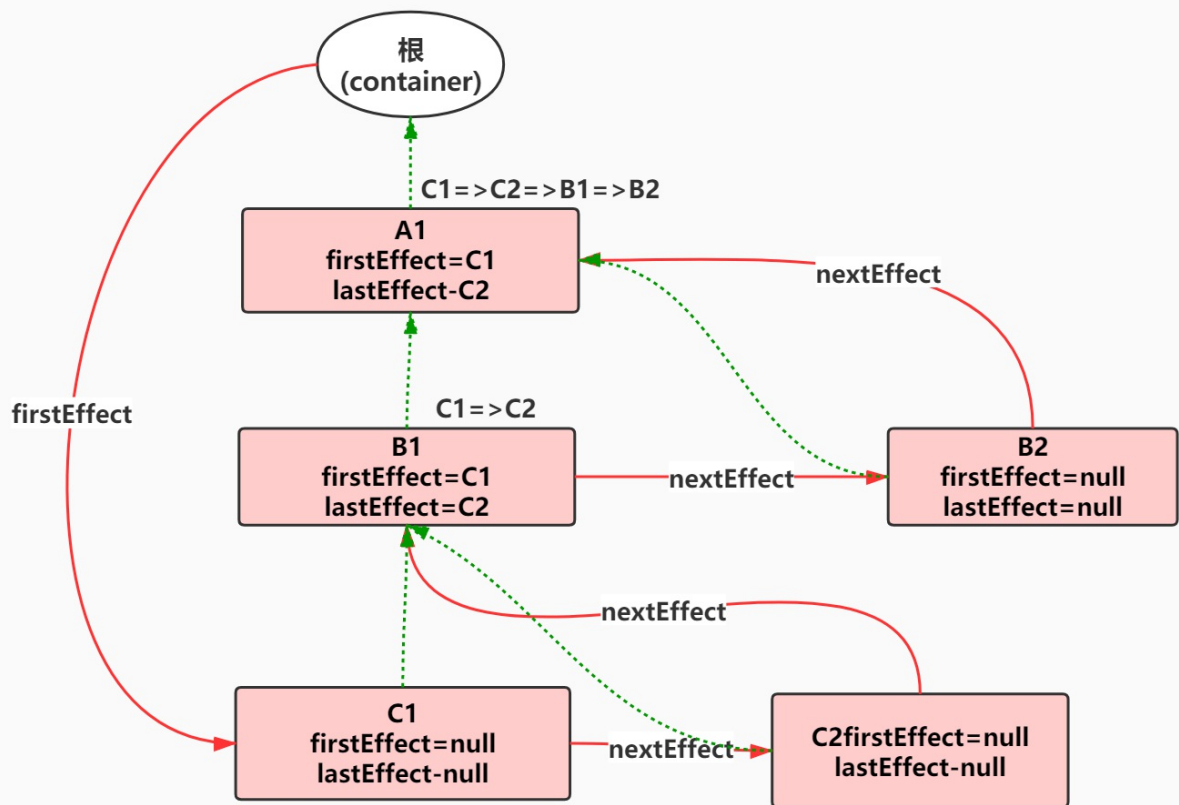 根
(container)
C1=>C2=>B1=>B2
A1
firstEffect=C1
lastEffect-C2
nextEffect
firstEffect
C1=>C2
B1
firstEffect=C1
lastEffect=C2
nextEffect
B2
firstEffect=null
lastEffect=null
nextEffect
C1
firstEffect=null
lastEffect-null
nextEffect
C2firstEffect=null
lastEffect-null